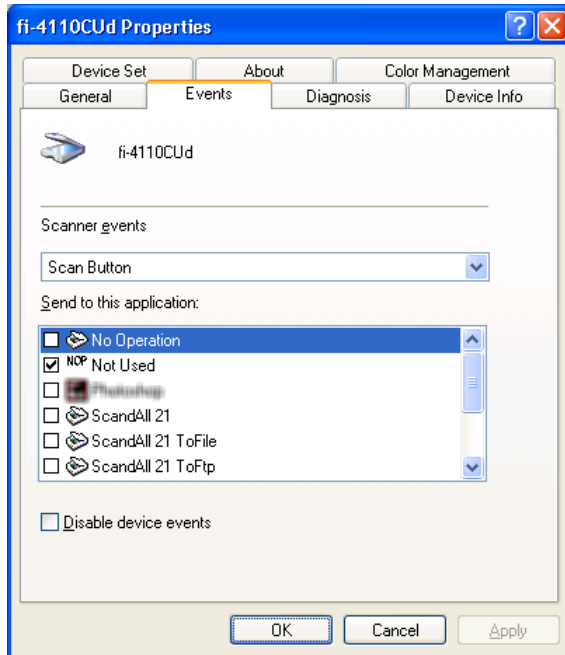 fi-4110CUd Properties
Device Set About Color Management
General Events Diagnosis Device Info
fi-4110CUd
Scanner events
Scan Button
Send to this application:
No Operation
NOP Not Used
ScandAll 21
ScandAll 21 ToFile
ScandAll 21 ToFtp
Disable device events
OK Cancel Apply